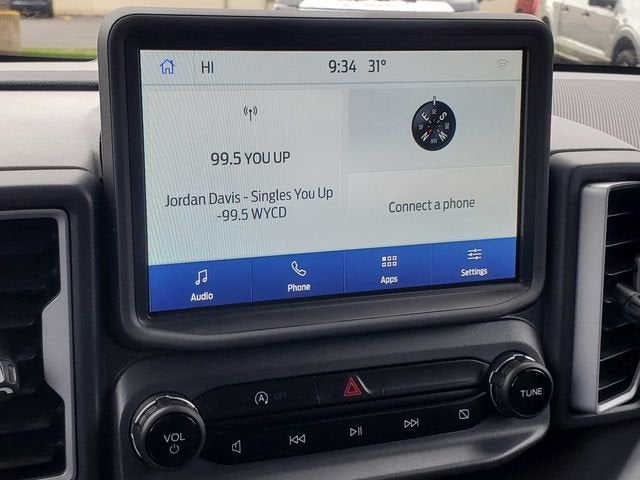 HI 9:34 31°
99.5 YOU UP
Jordan Davis - Singles You Up
-99.5 WYCD
Connect a phone
Audio Phone Apps Settings
OFF
VOL
TUNE